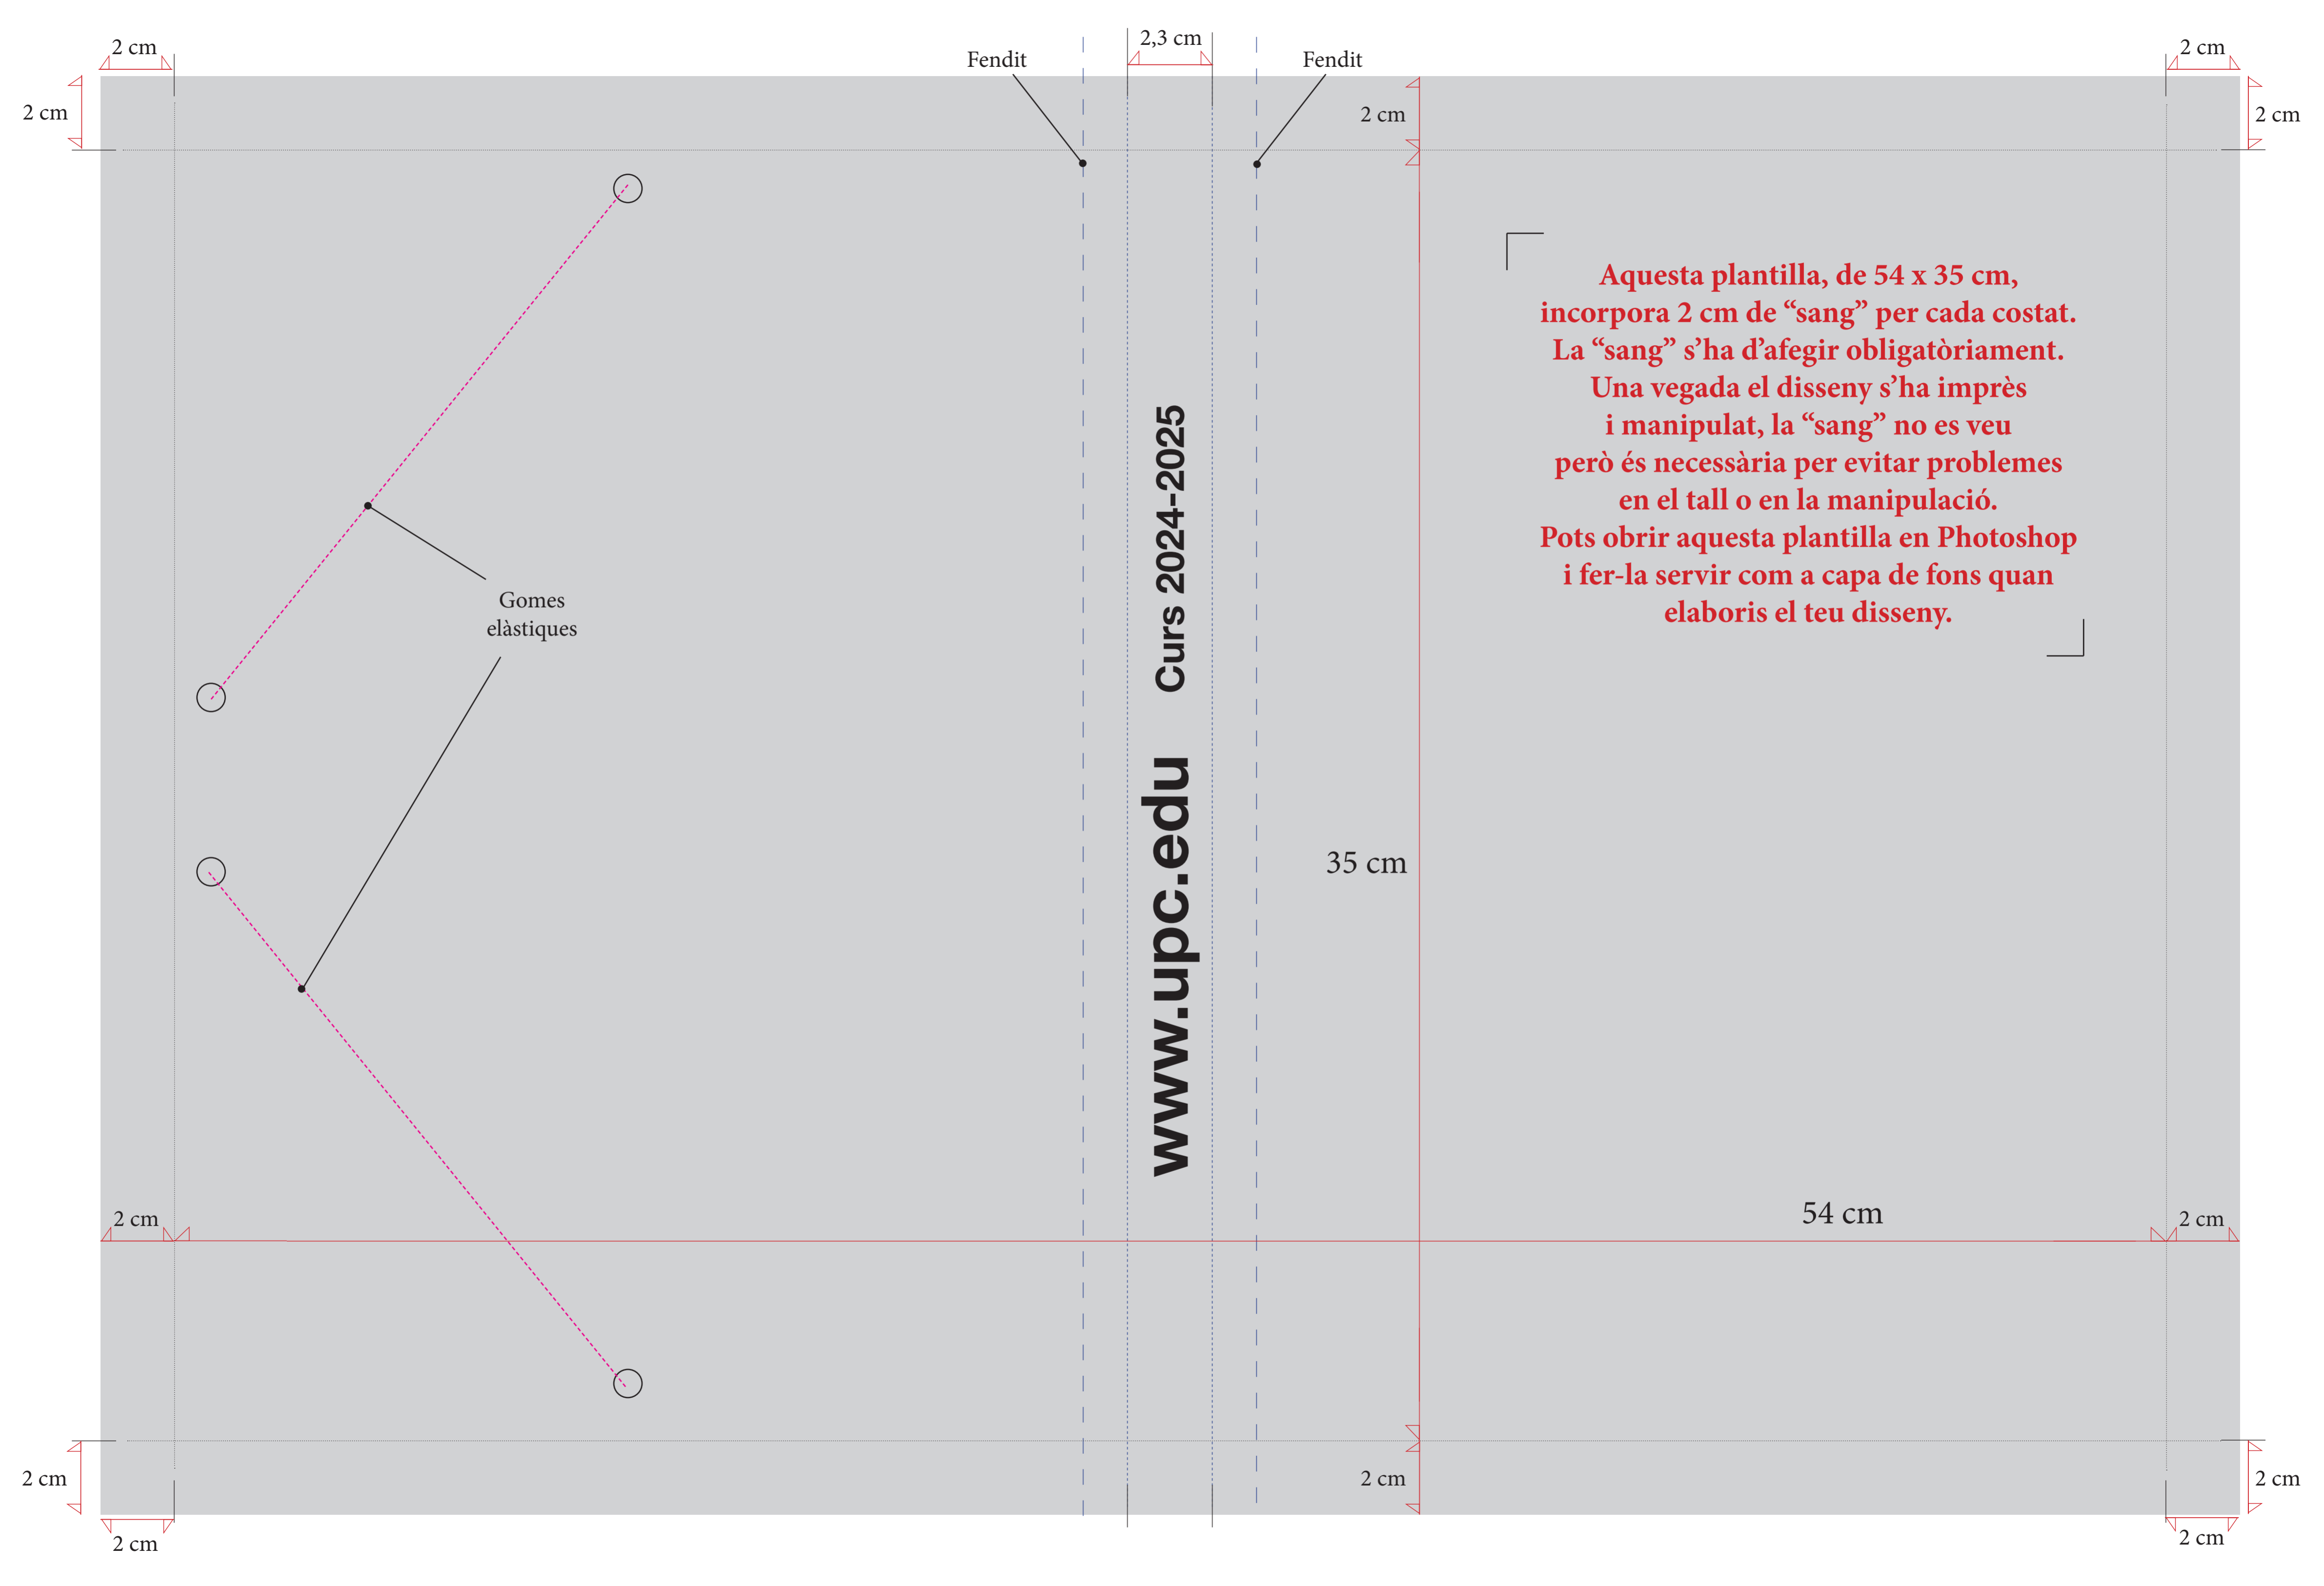 2 cm
2,3 cm
2 cm
Fendit
Fendit
2 cm
2 cm
2 cm
Aquesta plantilla, de 54 x 35 cm,
incorpora 2 cm de “sang” per cada costat.
La “sang” s’ha d’afegir obligatòriament.
Una vegada el disseny s’ha imprès
i manipulat, la “sang” no es veu
però és necessària per evitar problemes
en el tall o en la manipulació.
Pots obrir aquesta plantilla en Photoshop
i fer-la servir com a capa de fons quan
elaboris el teu disseny.
Gomes
elàstiques
www.upc.edu Curs 2024-2025
35 cm
54 cm
2 cm
2 cm
2 cm
2 cm
2 cm
2 cm
2 cm